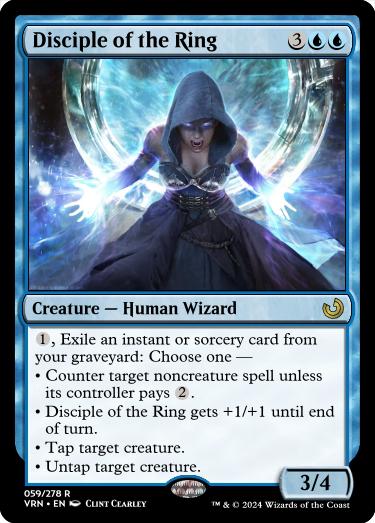 Disciple of the Ring 3
Creature — Human Wizard
1, Exile an instant or sorcery card from
your graveyard: Choose one —
• Counter target noncreature spell unless
its controller pays 2.
• Disciple of the Ring gets +1/+1 until end
of turn.
• Tap target creature.
• Untap target creature.
3/4
059/278 R
VRN • EN Clint Cearley
™ & © 2024 Wizards of the Coast